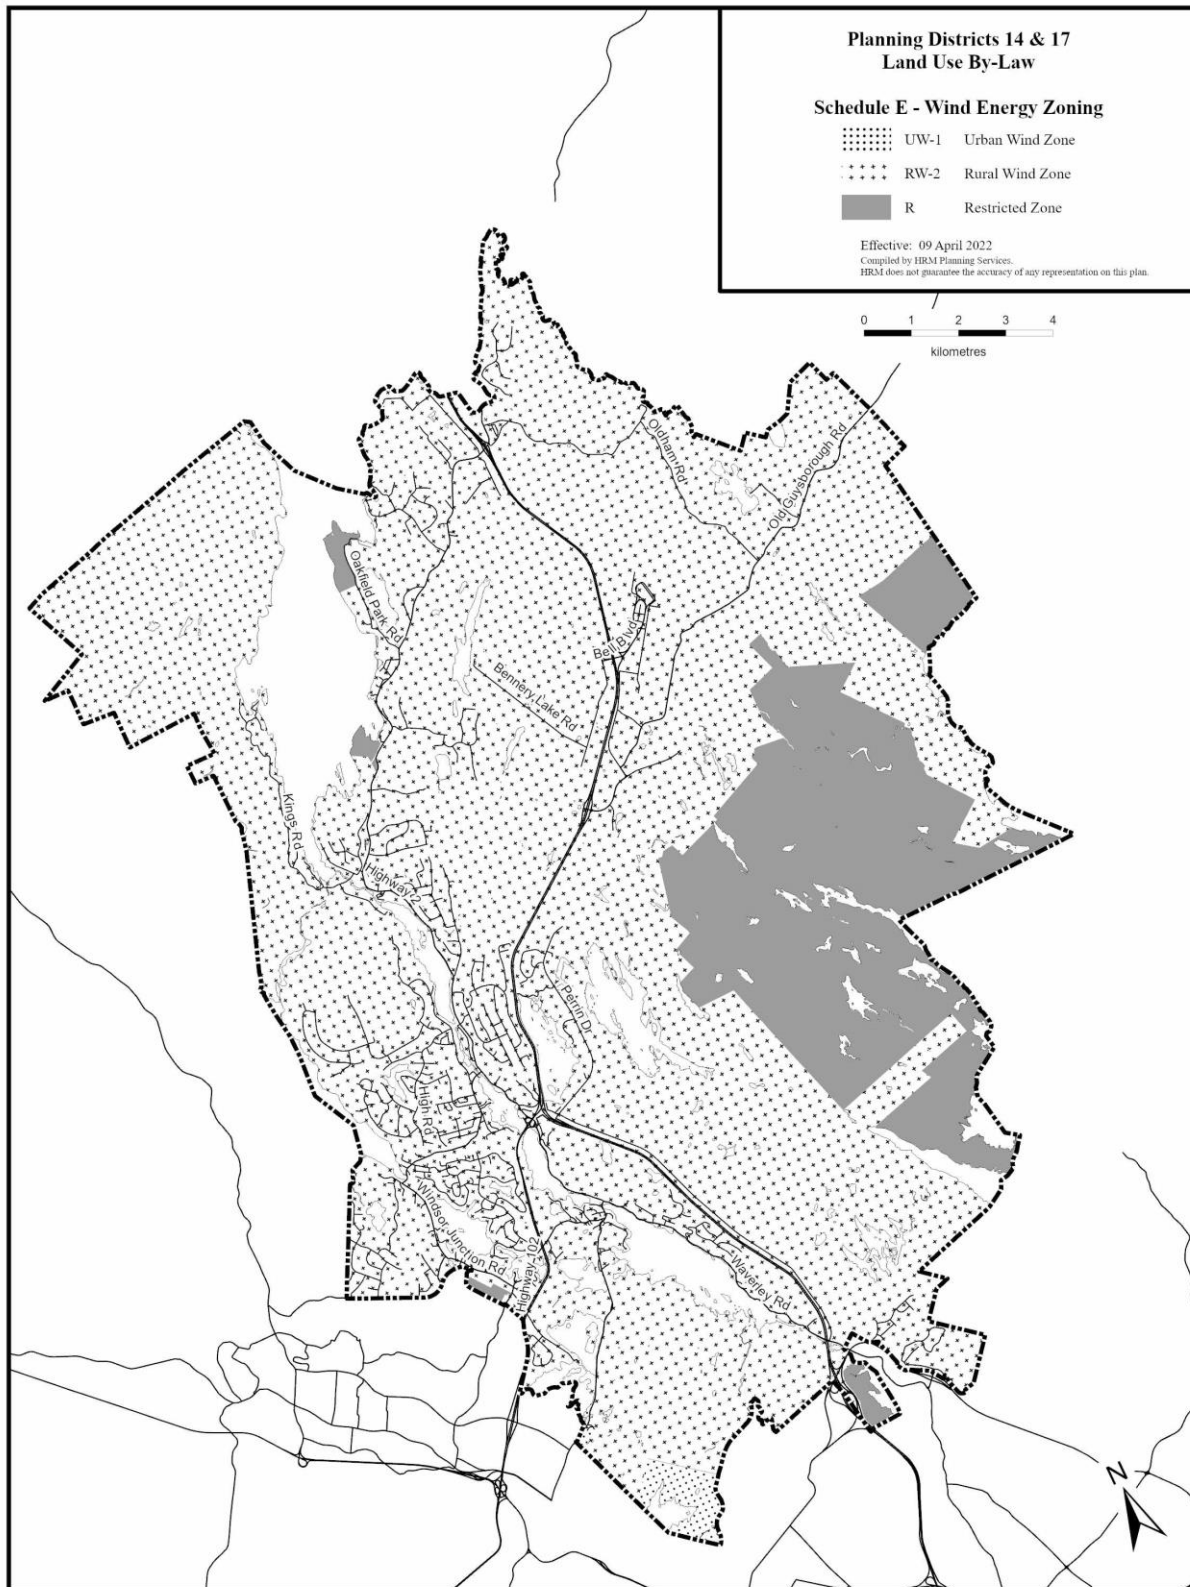 Planning Districts 14 & 17
Land Use By-Law
Schedule E - Wind Energy Zoning
UW-1 Urban Wind Zone
RW-2 Rural Wind Zone
R Restricted Zone
Effective: 09 April 2022
Compiled by HRM Planning Services.
HRM does not guarantee the accuracy of any representation on this plan.
0 1 2 3 4
kilometres
Oldham Rd
Old Guysborough Rd
Oakfield Park Rd
Bell Blvd
Bennery Lake Rd
Kings Rd
Highway 2
Perrin Dr
High Rd
Windsor Junction Rd
Highway 102
Waverley Rd
N